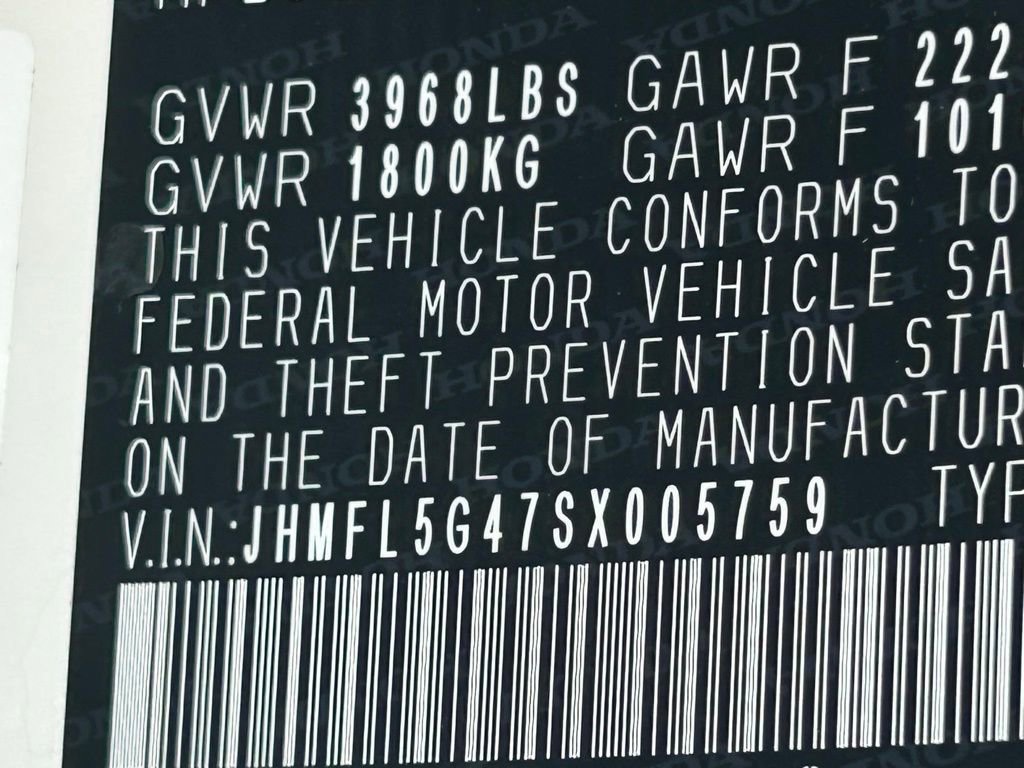 GVWR 3968LBS GAWR F 222
GVWR 1800KG GAWR F 101
THIS VEHICLE CONFORMS TO
FEDERAL MOTOR VEHICLE SA
AND THEFT PREVENTION STA
ON THE DATE OF MANUFACTUR
V.I.N.:JHMFL5G47SX005759 TYP